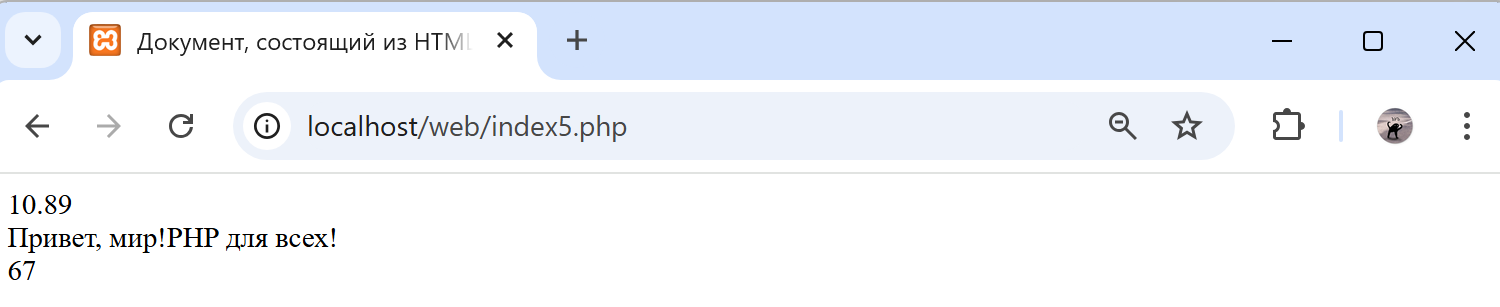 Документ, состоящий из HTML
localhost/web/index5.php
10.89
Привет, мир!PHP для всех!
67